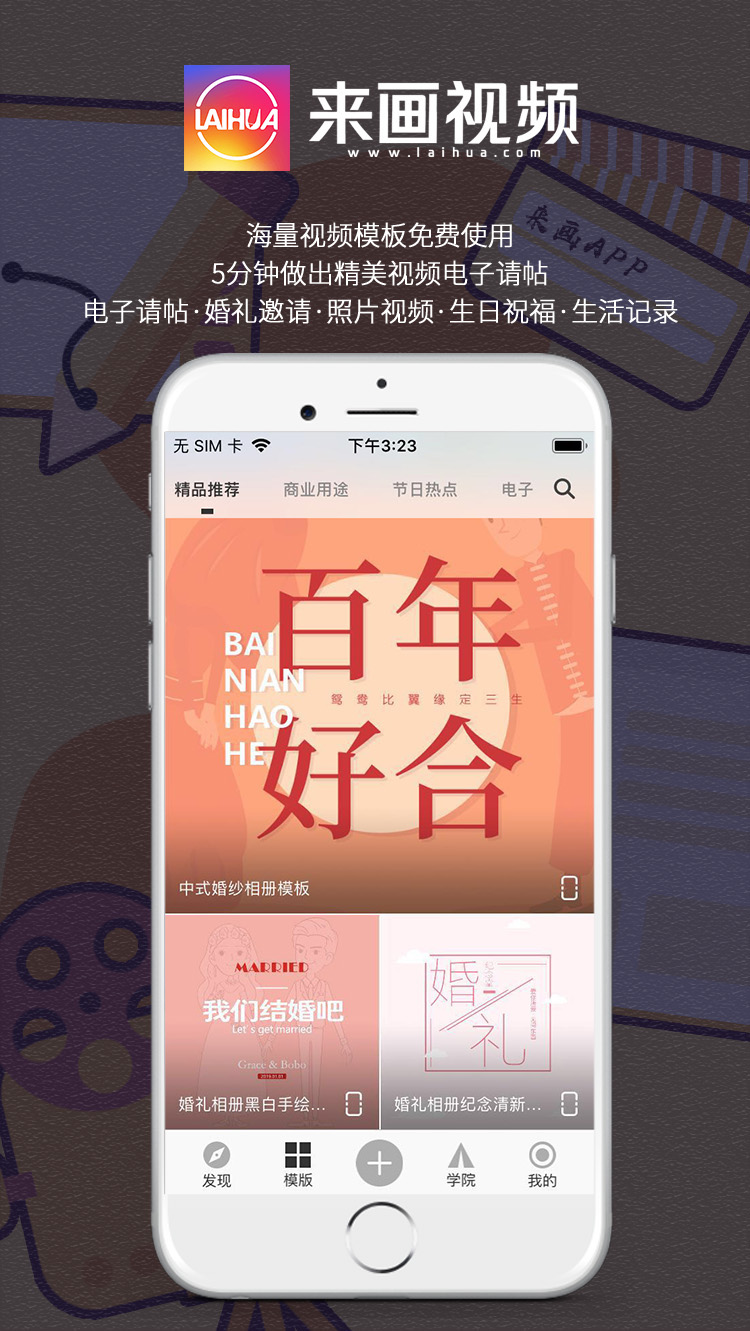 LAIHUA
来画视频
www.laihua.com
来画APP
海量视频模板免费使用
5分钟做出精美视频电子请帖
电子请帖·婚礼邀请·照片视频·生日祝福·生活记录
无 SIM 卡
下午3:23
精品推荐
商业用途
节日热点
电子
百年
BAI
NIAN
HAO
HE
鸳鸯比翼缘定三生
好合
中式婚纱相册模板
MARRIED
我们结婚吧
Let's get married
Grace & Bobo
2019.01.01
婚礼相册黑白手绘...
婚礼
婚礼相册纪念清新...
发现
模版
学院
我的